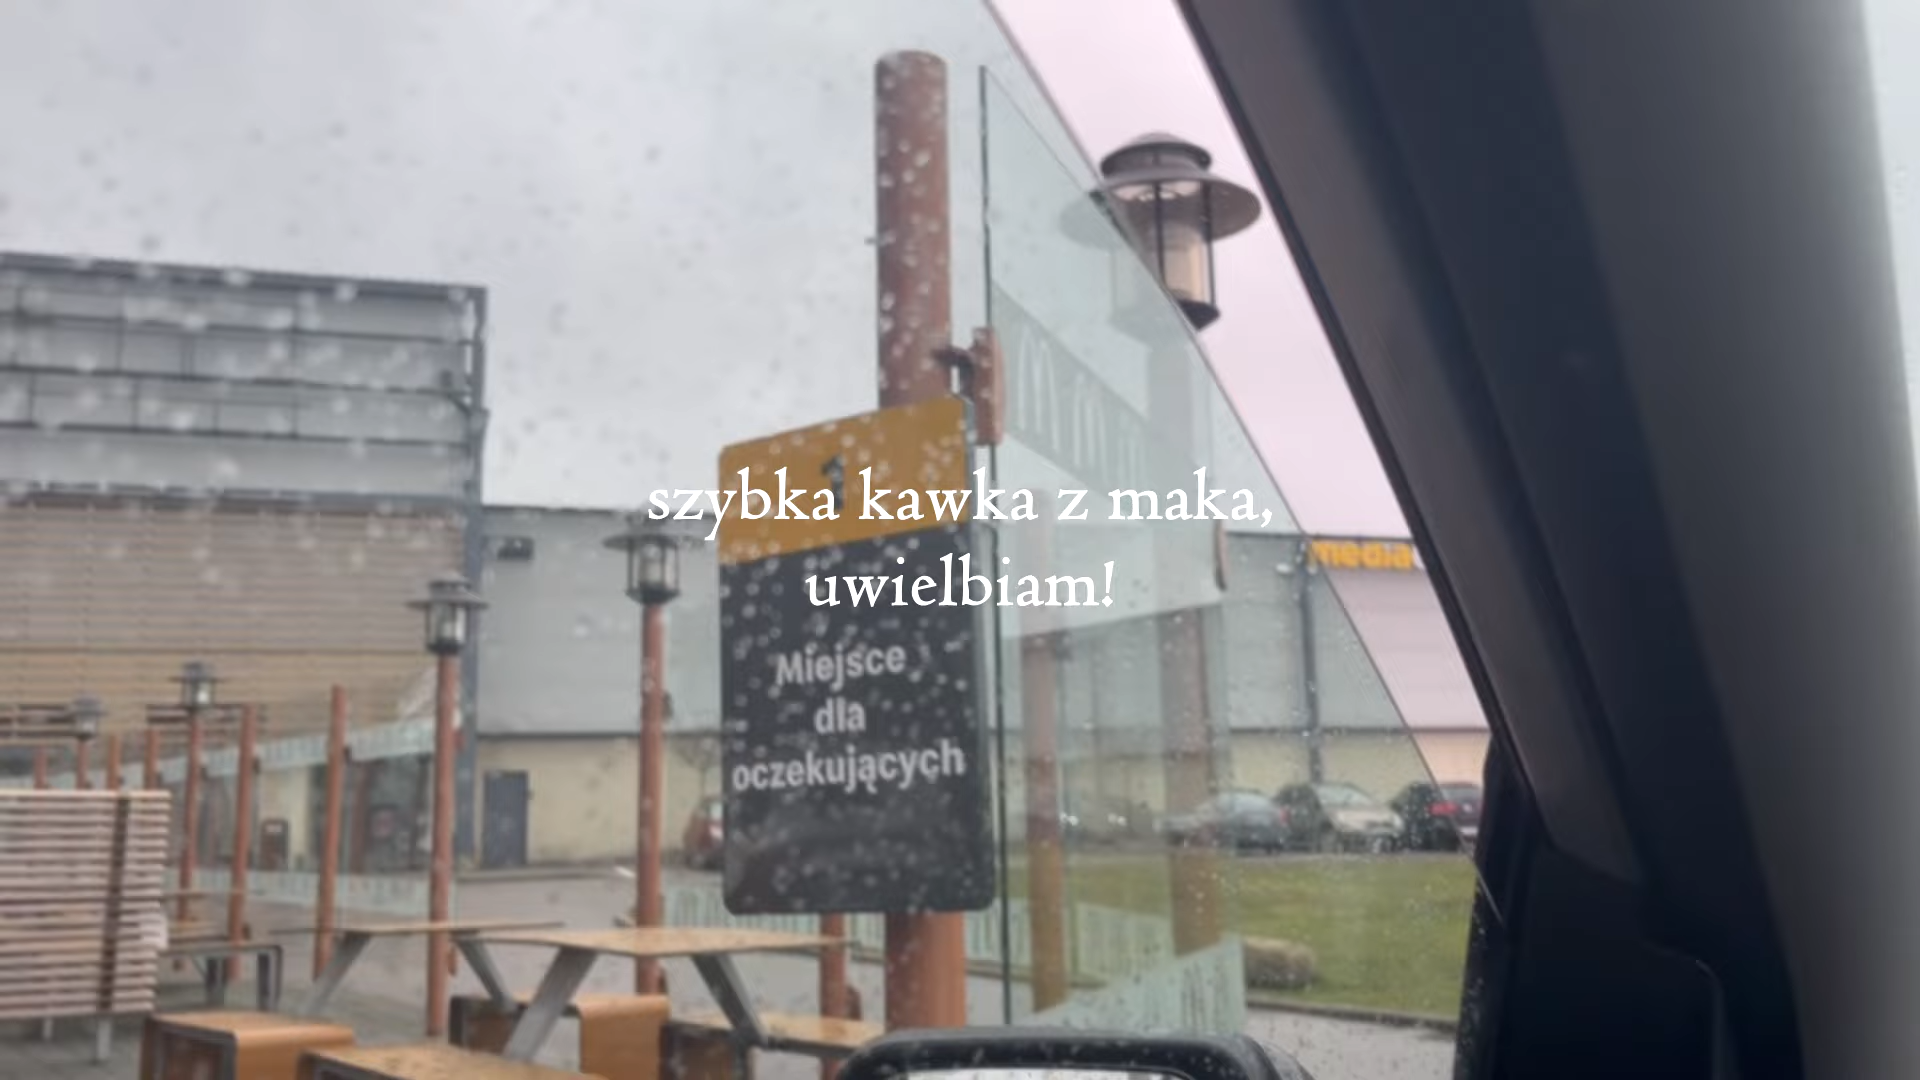 1
szybka kawka z maka,
uwielbiam!
Miejsce
dla
oczekujących
media